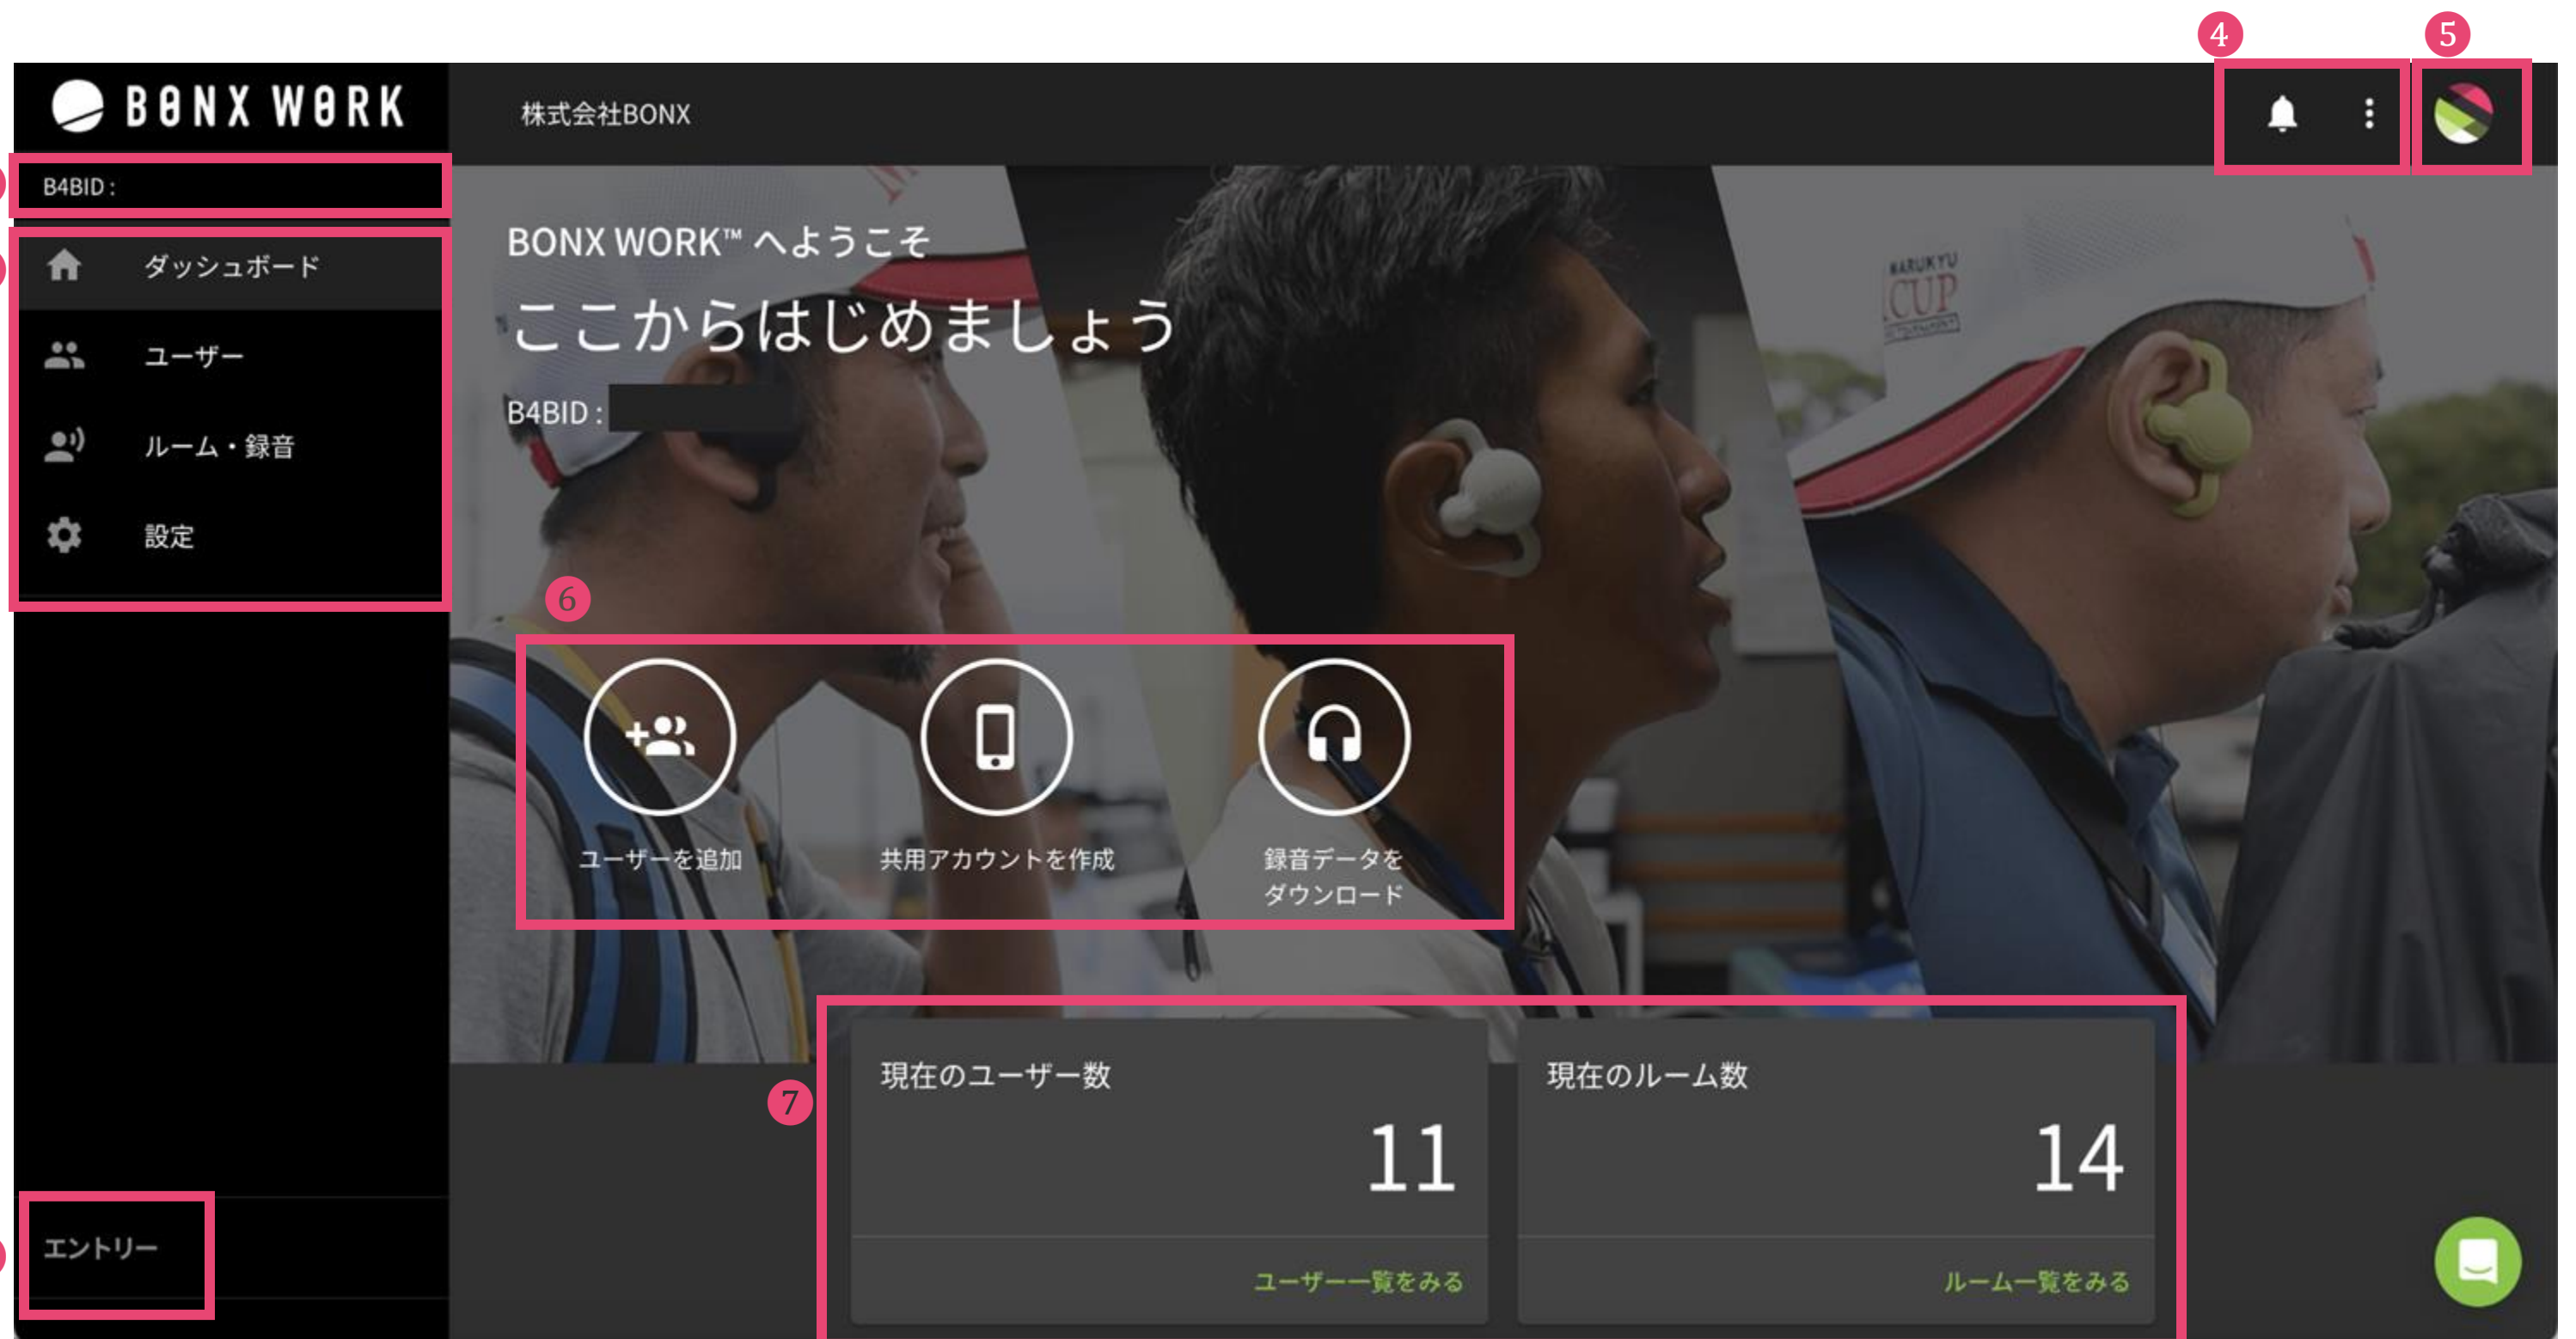 4
5
BONX WORK
株式会社BONX
B4BID :
ダッシュボード
ユーザー
ルーム・録音
設定
BONX WORK™ へようこそ
ここからはじめましょう
B4BID :
MARUKYU
CUP
6
ユーザーを追加
共用アカウントを作成
録音データを
ダウンロード
7
現在のユーザー数
11
ユーザー一覧をみる
現在のルーム数
14
ルーム一覧をみる
エントリー